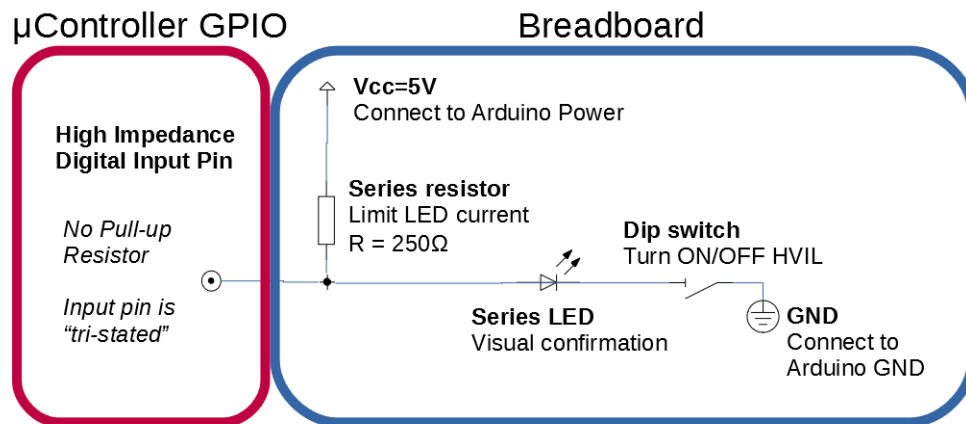 μController GPIO
Breadboard
High Impedance
Digital Input Pin
No Pull-up
Resistor
Input pin is
“tri-stated”
Vcc=5V
Connect to Arduino Power
Series resistor
Limit LED current
R = 250Ω
Series LED
Visual confirmation
Dip switch
Turn ON/OFF HVIL
GND
Connect to
Arduino GND